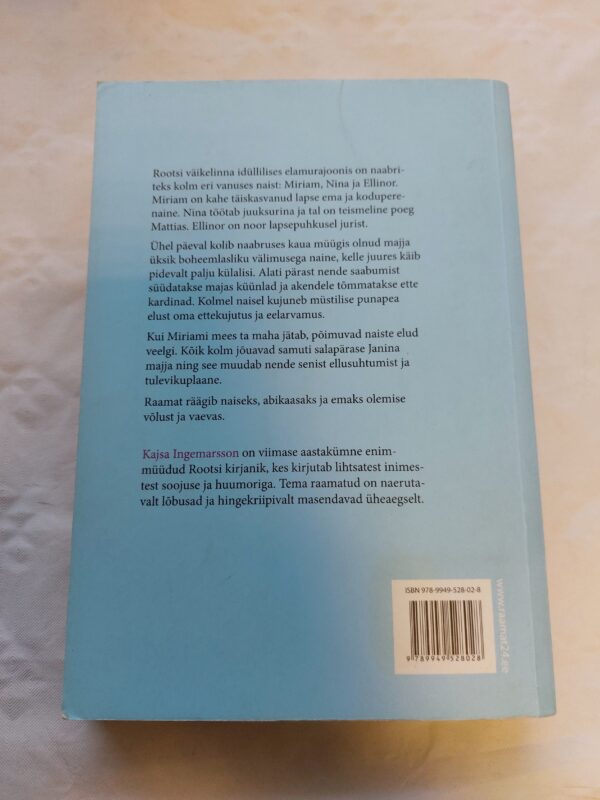 Rootsi väikelinna idüllilises elamurajoonis on naabri-
teks kolm eri vanuses naist: Miriam, Nina ja Ellinor.
Miriam on kahe täiskasvanud lapse ema ja kodupere-
naine. Nina töötab juuksurina ja tal on teismeline poeg
Mattias. Ellinor on noor lapsepuhkusel jurist.
Ühel päeval kolib naabruses kaua müügis olnud majja
üksik boheemlasliku välimusega naine, kelle juures käib
pidevalt palju külalisi. Alati pärast nende saabumist
süüdatakse majas küünlad ja akendele tõmmatakse ette
kardinad. Kolmel naisel kujuneb müstilise punapea
elust oma ettekujutus ja eelarvamus.
Kui Miriami mees ta maha jätab, põimuvad naiste elud
veelgi. Kõik kolm jõuavad samuti salapärase Janina
majja ning see muudab nende senist ellusuhtumist ja
tulevikuplaane.
Raamat räägib naiseks, abikaasaks ja emaks olemise
võlust ja vaevast.
Kajsa Ingemarsson on viimase aastakümne enim-
müüdud Rootsi kirjanik, kes kirjutab lihtsatest inimes-
test soojuse ja huumoriga. Tema raamatud on naeruta-
valt lõbusad ja hingekriipivalt masendavad üheaegselt.
ISBN 978-9949-528-02-8
9 789949 528028
www.raamat24.ee